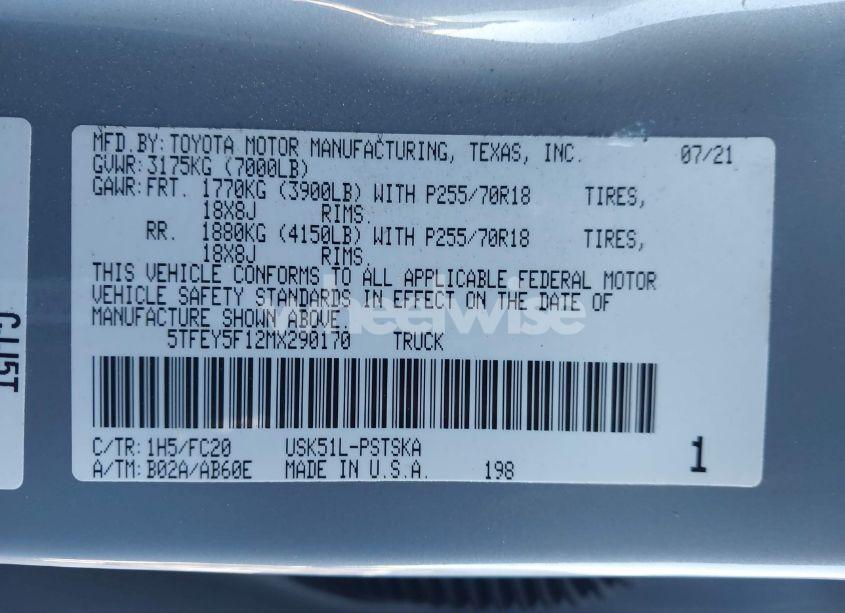 MFD.BY: TOYOTA MOTOR MANUFACTURING, TEXAS, INC. 07/21
GVWR: 3175KG (7000LB)
GAWR: FRT. 1770KG (3900LB) WITH P255/70R18 TIRES,
18X8J RIMS.
RR. 1880KG (4150LB) WITH P255/70R18 TIRES,
18X8J RIMS.
THIS VEHICLE CONFORMS TO ALL APPLICABLE FEDERAL MOTOR
VEHICLE SAFETY STANDARDS IN EFFECT ON THE DATE OF
MANUFACTURE SHOWN ABOVE.
wheelwise
5TFEY5F12MX290170 TRUCK
C/TR: 1H5/FC20 USK51L-PSTSKA
A/TM: B02A/AB60E MADE IN U.S.A. 198 1